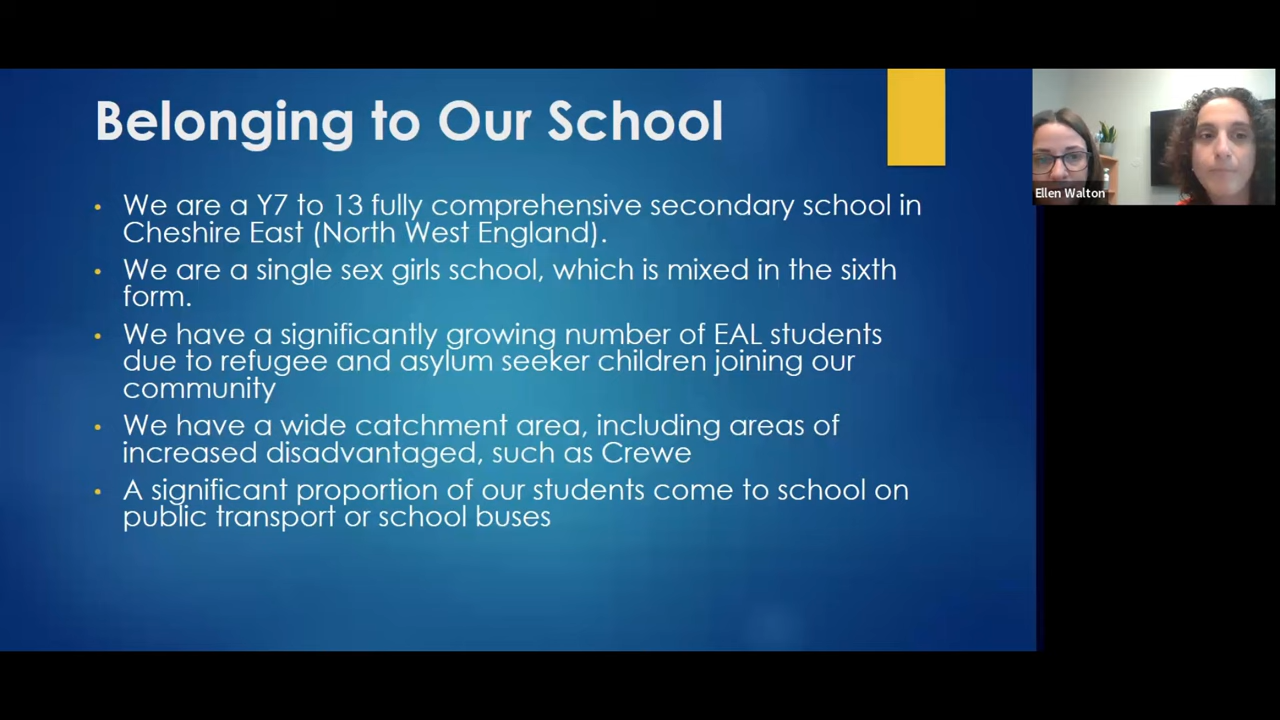 Belonging to Our School
• We are a Y7 to 13 fully comprehensive secondary school in
Cheshire East (North West England).
• We are a single sex girls school, which is mixed in the sixth
form.
• We have a significantly growing number of EAL students
due to refugee and asylum seeker children joining our
community
• We have a wide catchment area, including areas of
increased disadvantaged, such as Crewe
• A significant proportion of our students come to school on
public transport or school buses
Ellen Walton